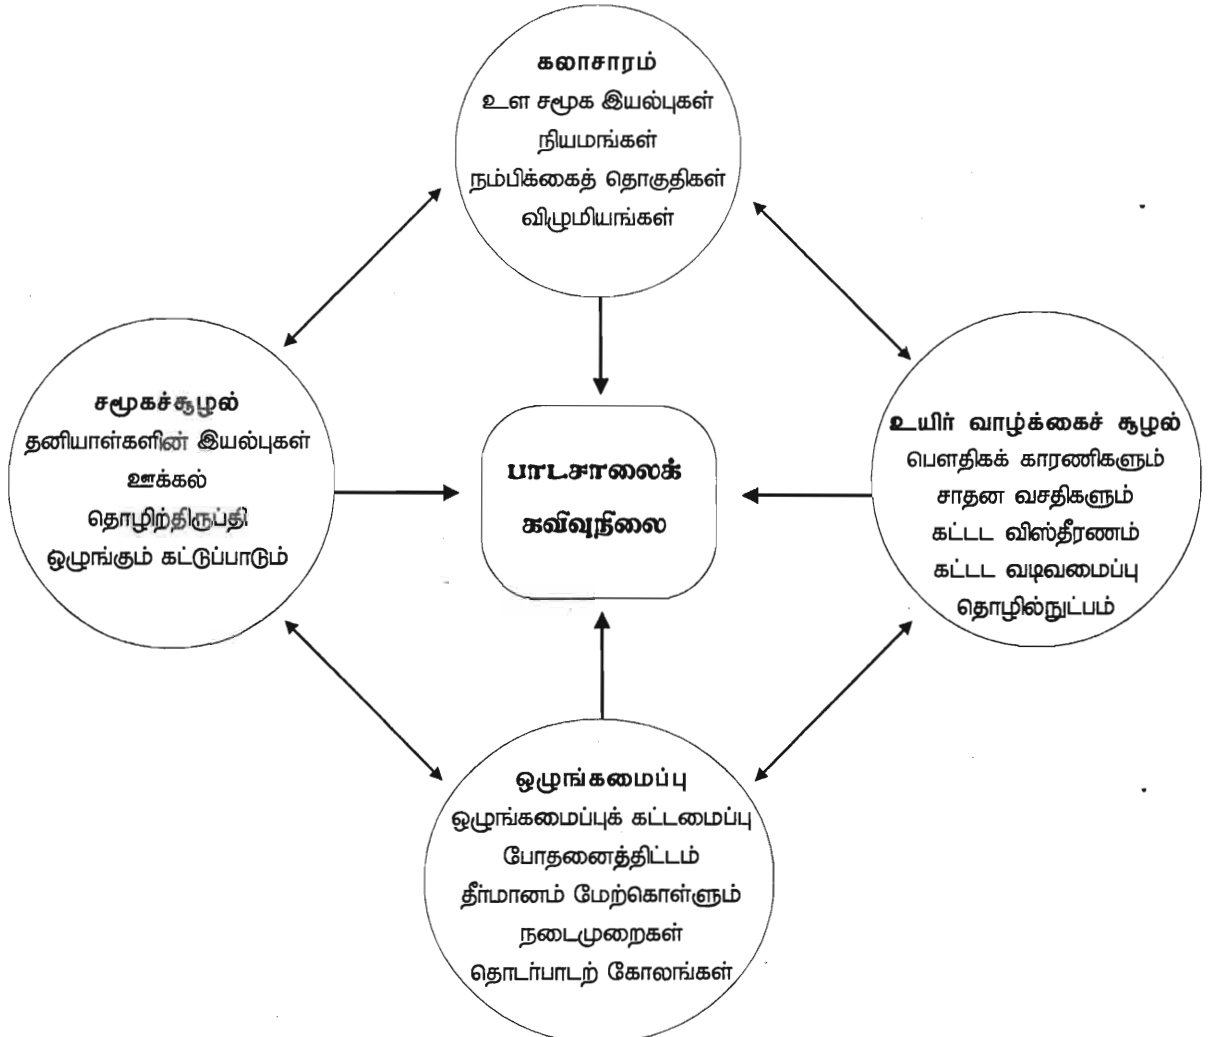 கலாசாரம்
உள சமூக இயல்புகள்
நியமங்கள்
நம்பிக்கைத் தொகுதிகள்
விழுமியங்கள்
சமூகச்சூழல்
தனியாள்களின் இயல்புகள்
ஊக்கல்
தொழிற்திருப்தி
ஒழுங்கும் கட்டுப்பாடும்
பாடசாலைக்
கவிவுநிலை
உயிர் வாழ்க்கைச் சூழல்
பௌதிகக் காரணிகளும்
சாதன வசதிகளும்
கட்டட விஸ்தீரணம்
கட்டட வடிவமைப்பு
தொழில்நுட்பம்
ஒழுங்கமைப்பு
ஒழுங்கமைப்புக் கட்டமைப்பு
போதனைத்திட்டம்
தீர்மானம் மேற்கொள்ளும்
நடைமுறைகள்
தொடர்பாடற் கோலங்கள்